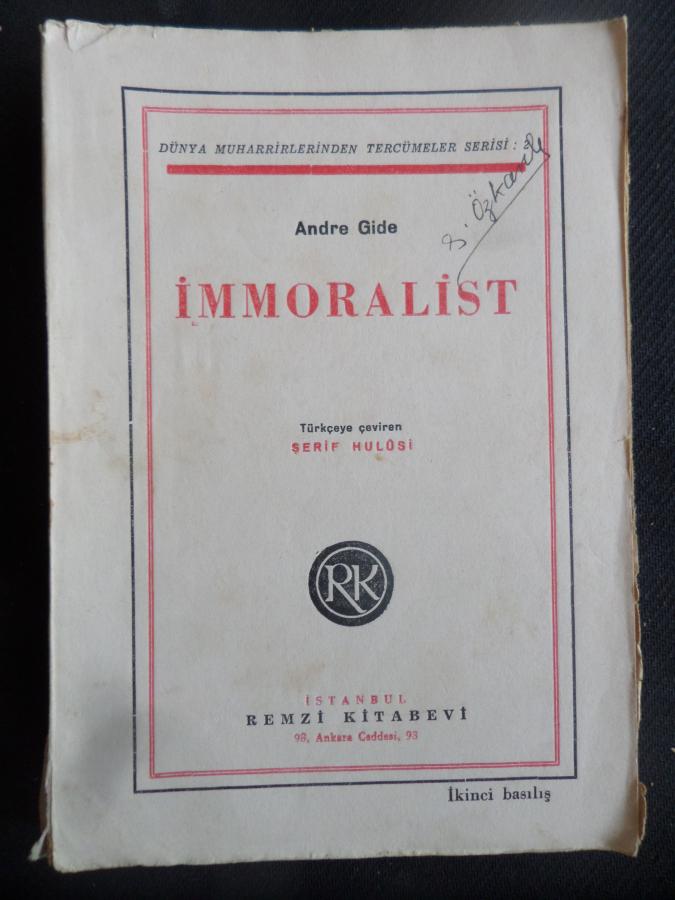 DÜNYA MUHARRİRLERİNDEN TERCÜMELER SERİSİ:
S. Özkan
Andre Gide
İMMORALİST
Türkçeye çeviren
ŞERİF HULÛSİ
RK
İSTANBUL
REMZİ KİTABEVİ
93, Ankara Caddesi, 93
İkinci basılış